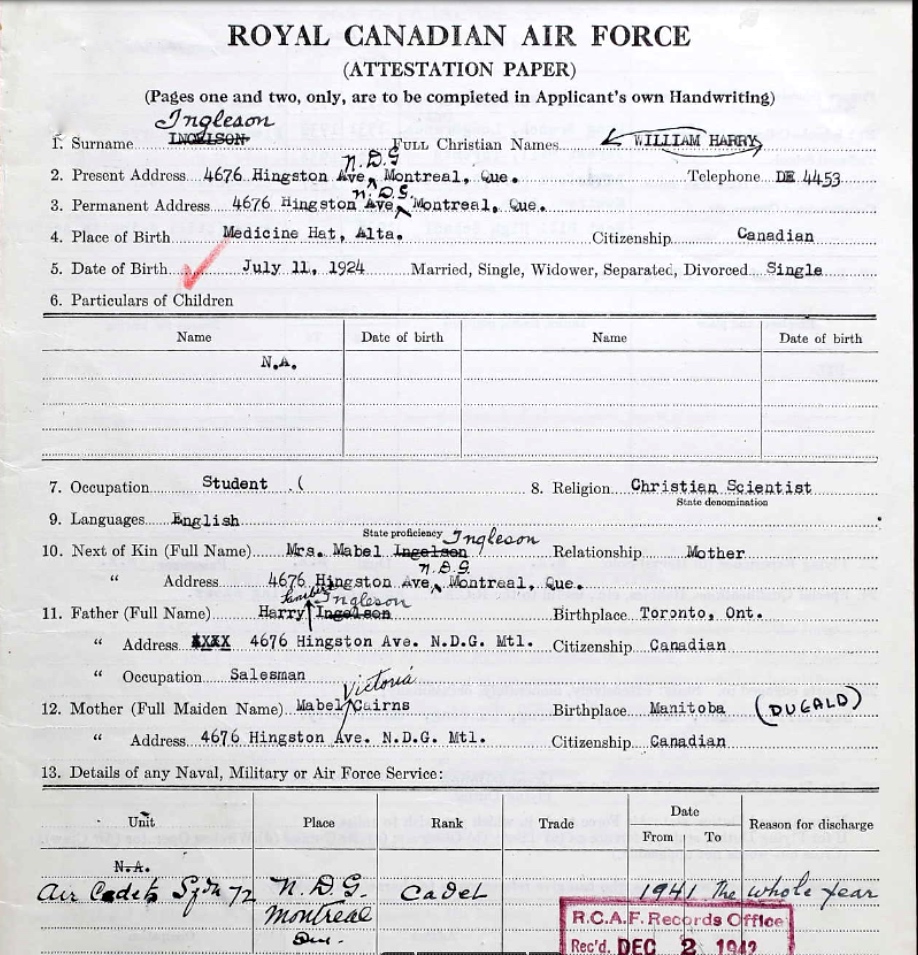 ROYAL CANADIAN AIR FORCE
(ATTESTATION PAPER)
(Pages one and two, only, are to be completed in Applicant's own Handwriting)
Ingleson
1. Surname INGELSON Full Christian Names WILLIAM HARRY
N.D.G
2. Present Address 4676 Hingston Ave, Montreal, Que. Telephone DE 4453
N.D.G.
3. Permanent Address 4676 Hingston Ave, Montreal, Que.
4. Place of Birth Medicine Hat, Alta. Citizenship Canadian
5. Date of Birth July 11, 1924 Married, Single, Widower, Separated, Divorced Single
6. Particulars of Children
Name Date of birth Name Date of birth
N.A.
7. Occupation Student ( 8. Religion Christian Scientist
State denomination
9. Languages English
State proficiency Ingleson
10. Next of Kin (Full Name) Mrs. Mabel Ingelson Relationship Mother
N.D.G.
" Address 4676 Hingston Ave, Montreal, Que.
Ingleson
11. Father (Full Name) Harry Ingelson Birthplace Toronto, Ont.
" Address XXXX 4676 Hingston Ave. N.D.G. Mtl. Citizenship Canadian
" Occupation Salesman
Victoria
12. Mother (Full Maiden Name) Mabel Cairns Birthplace Manitoba (DUGALD)
" Address 4676 Hingston Ave. N.D.G. Mtl. Citizenship Canadian
13. Details of any Naval, Military or Air Force Service:
Unit Place Rank Trade Date From To Reason for discharge
N.A.
Air Cadets Sqdn 72 N.D.G. Cadet 1941 the whole year
Montreal
Que.
R.C.A.F. Records Office
Rec'd. DEC 2 1942